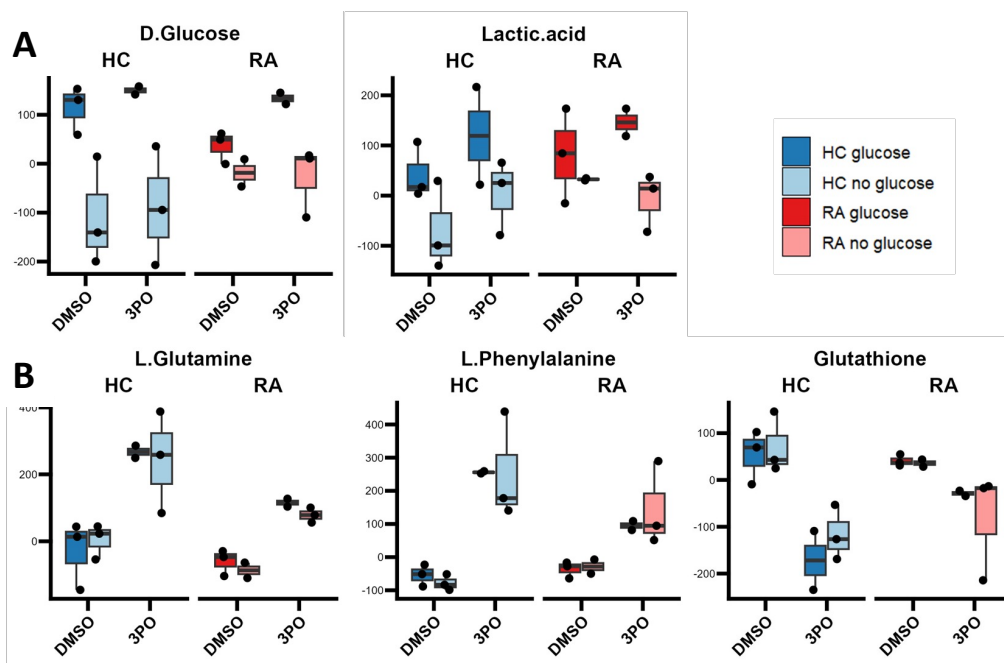 A
D.Glucose
HC
RA
100
0
-100
-200
DMSO
3PO
DMSO
3PO
Lactic.acid
HC
RA
200
100
0
-100
DMSO
3PO
DMSO
3PO
HC glucose
HC no glucose
RA glucose
RA no glucose
B
L.Glutamine
HC
RA
400
200
0
DMSO
3PO
DMSO
3PO
L.Phenylalanine
HC
RA
400
300
200
100
0
-100
DMSO
3PO
DMSO
3PO
Glutathione
HC
RA
100
0
-100
-200
DMSO
3PO
DMSO
3PO